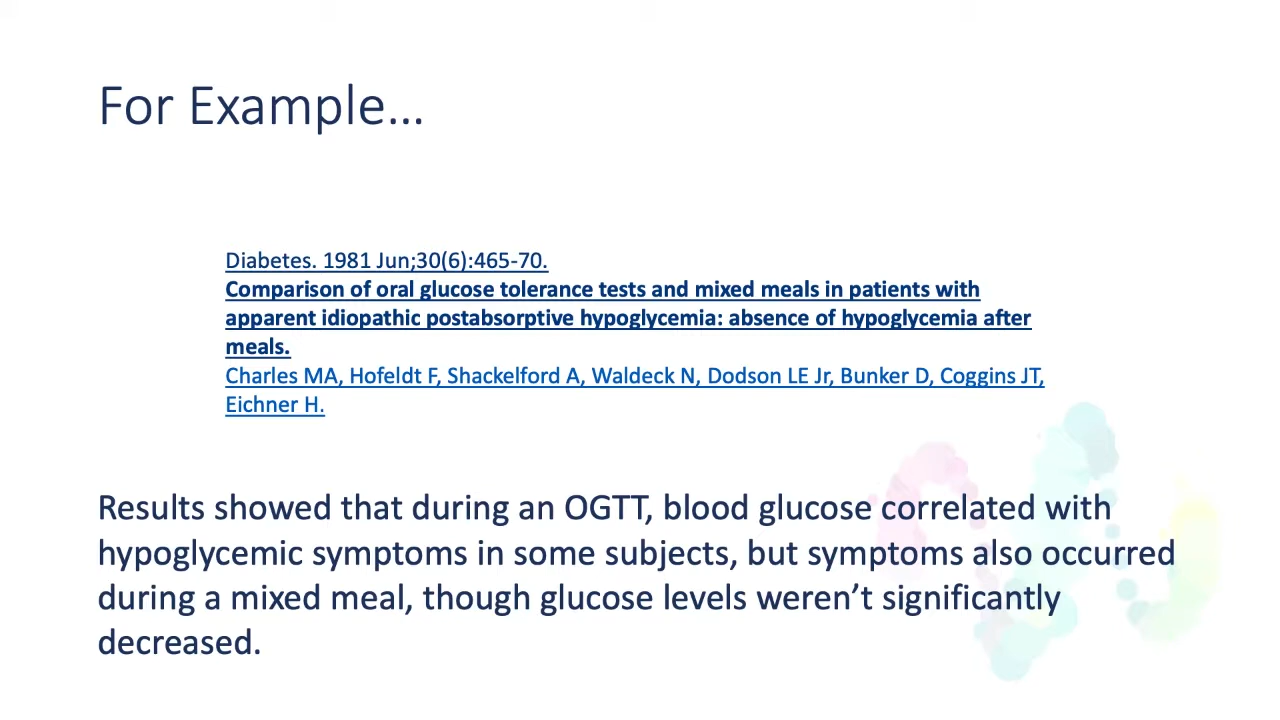 For Example...
Diabetes. 1981 Jun;30(6):465-70.
Comparison of oral glucose tolerance tests and mixed meals in patients with
apparent idiopathic postabsorptive hypoglycemia: absence of hypoglycemia after
meals.
Charles MA, Hofeldt F, Shackelford A, Waldeck N, Dodson LE Jr, Bunker D, Coggins JT,
Eichner H.
Results showed that during an OGTT, blood glucose correlated with
hypoglycemic symptoms in some subjects, but symptoms also occurred
during a mixed meal, though glucose levels weren’t significantly
decreased.